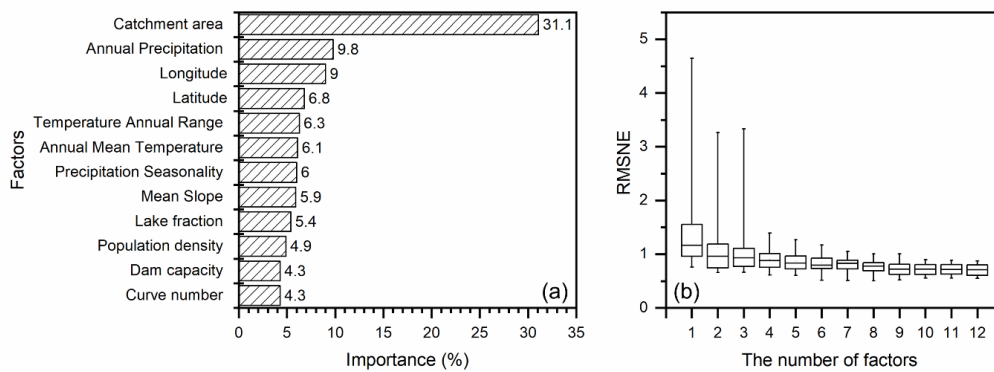 Factors
Catchment area 31.1
Annual Precipitation 9.8
Longitude 9
Latitude 6.8
Temperature Annual Range 6.3
Annual Mean Temperature 6.1
Precipitation Seasonality 6
Mean Slope 5.9
Lake fraction 5.4
Population density 4.9
Dam capacity 4.3
Curve number 4.3
(a)
0 5 10 15 20 25 30 35
Importance (%)
RMSNE
5
4
3
2
1
0
(b)
1 2 3 4 5 6 7 8 9 10 11 12
The number of factors